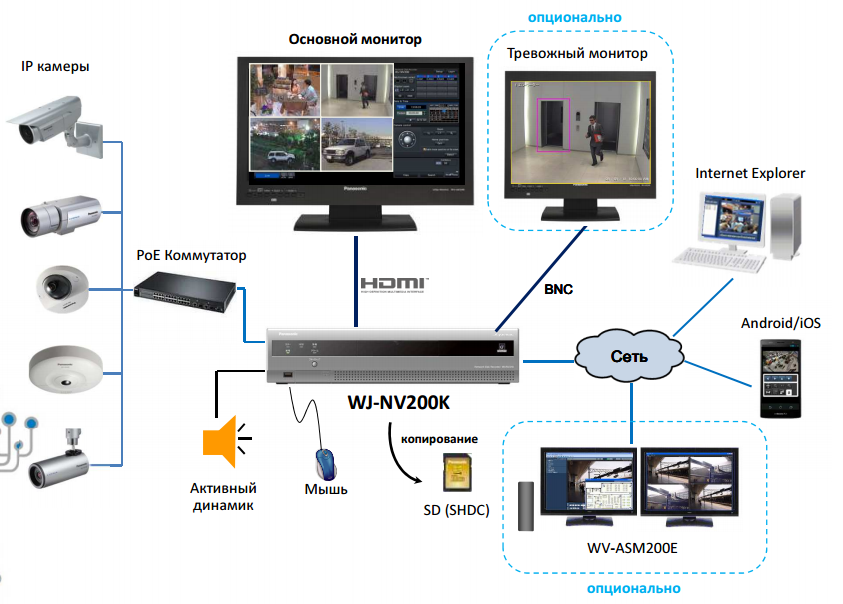 опционально
Основной монитор
Тревожный монитор
IP камеры
Panasonic
Internet Explorer
PoE Коммутатор
HDMI
BNC
Android/iOS
Сеть
WJ-NV200K
копирование
Активный
динамик
Мышь
SD (SHDC)
WV-ASM200E
опционально